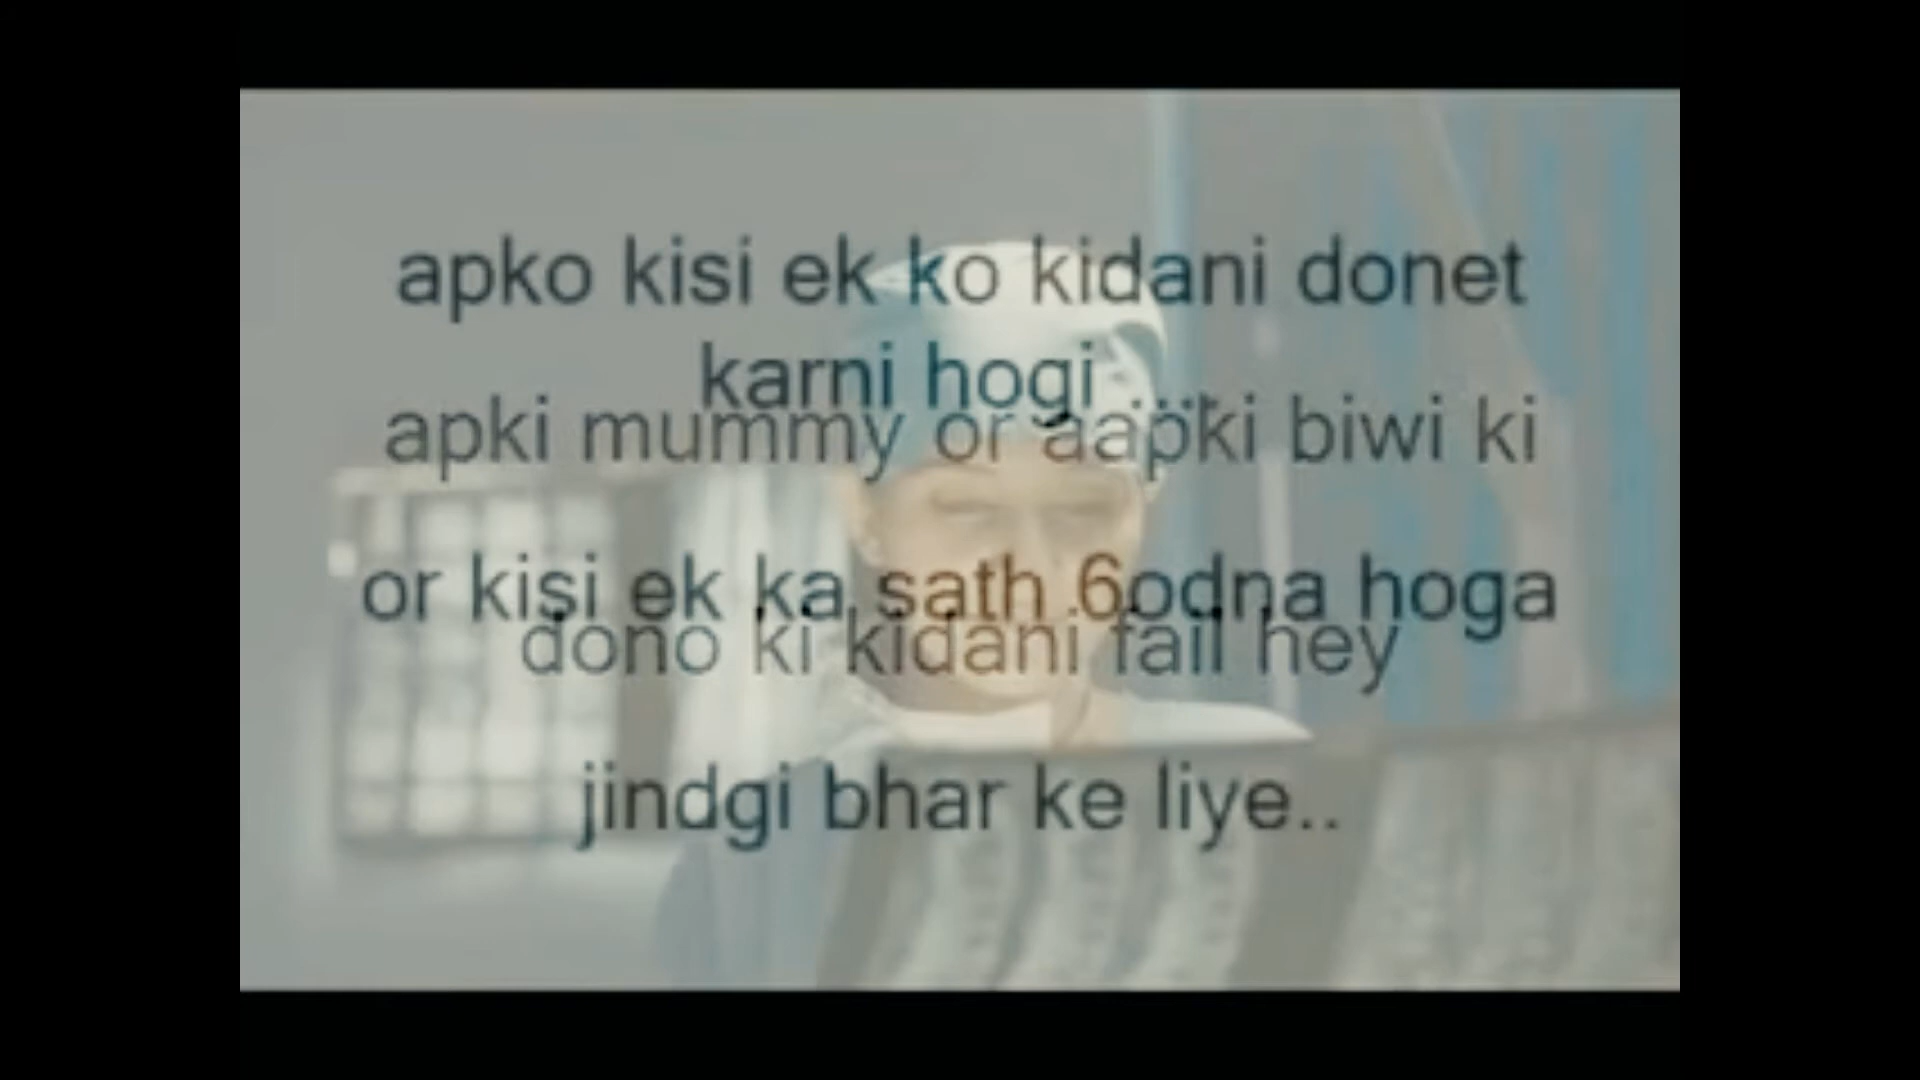 apko kisi ek ko kidani donet
karni hogi ...
apki mummy or aapki biwi ki
or kisi ek ka sath 6odna hoga
dono ki kidani fail hey
jindgi bhar ke liye..